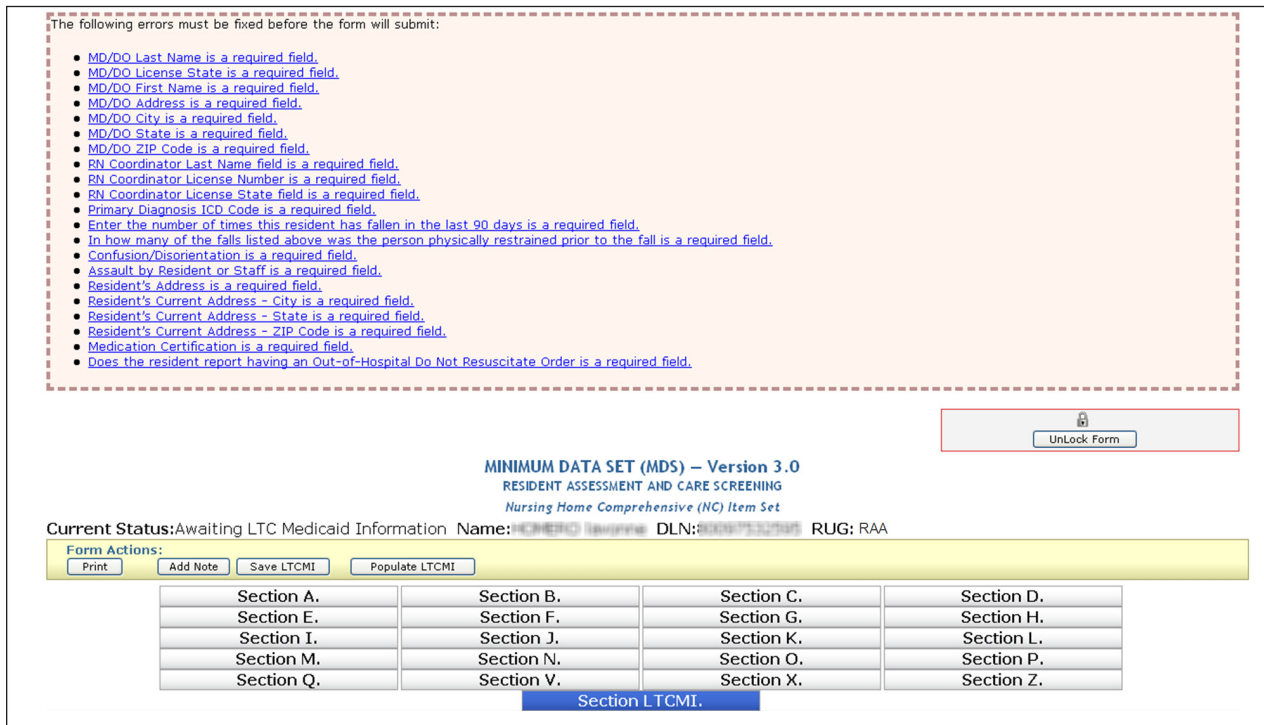 The following errors must be fixed before the form will submit:
MD/DO Last Name is a required field.
MD/DO License State is a required field.
MD/DO First Name is a required field.
MD/DO Address is a required field.
MD/DO City is a required field.
MD/DO State is a required field.
MD/DO ZIP Code is a required field.
RN Coordinator Last Name field is a required field.
RN Coordinator License Number is a required field.
RN Coordinator License State field is a required field.
Primary Diagnosis ICD Code is a required field.
Enter the number of times this resident has fallen in the last 90 days is a required field.
In how many of the falls listed above was the person physically restrained prior to the fall is a required field.
Confusion/Disorientation is a required field.
Assault by Resident or Staff is a required field.
Resident's Address is a required field.
Resident's Current Address – City is a required field.
Resident's Current Address – State is a required field.
Resident's Current Address – ZIP Code is a required field.
Medication Certification is a required field.
Does the resident report having an Out-of-Hospital Do Not Resuscitate Order is a required field.
UnLock Form
MINIMUM DATA SET (MDS) – Version 3.0
RESIDENT ASSESSMENT AND CARE SCREENING
Nursing Home Comprehensive (NC) Item Set
Current Status:Awaiting LTC Medicaid Information Name: DLN: RUG: RAA
Form Actions:
Print Add Note Save LTCMI Populate LTCMI
Section A. Section B. Section C. Section D.
Section E. Section F. Section G. Section H.
Section I. Section J. Section K. Section L.
Section M. Section N. Section O. Section P.
Section Q. Section V. Section X. Section Z.
Section LTCMI.